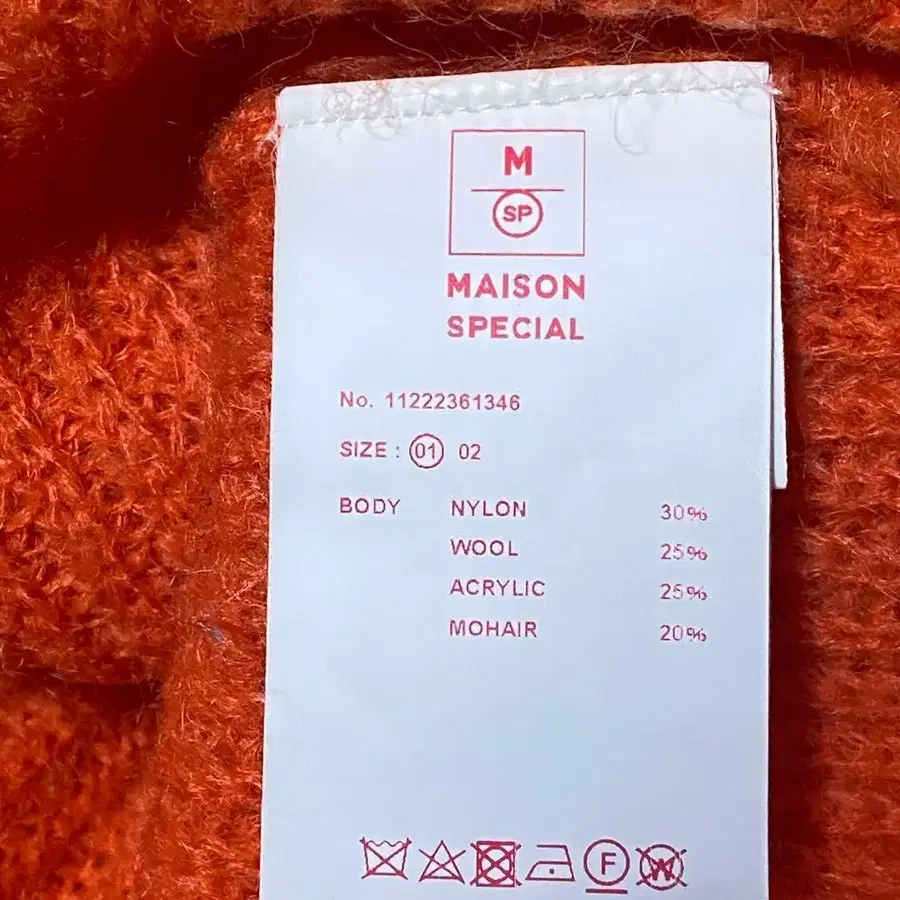 M
SP
MAISON
SPECIAL
No. 11222361346
SIZE : 01 02
BODY NYLON 30%
WOOL 25%
ACRYLIC 25%
MOHAIR 20%
F W